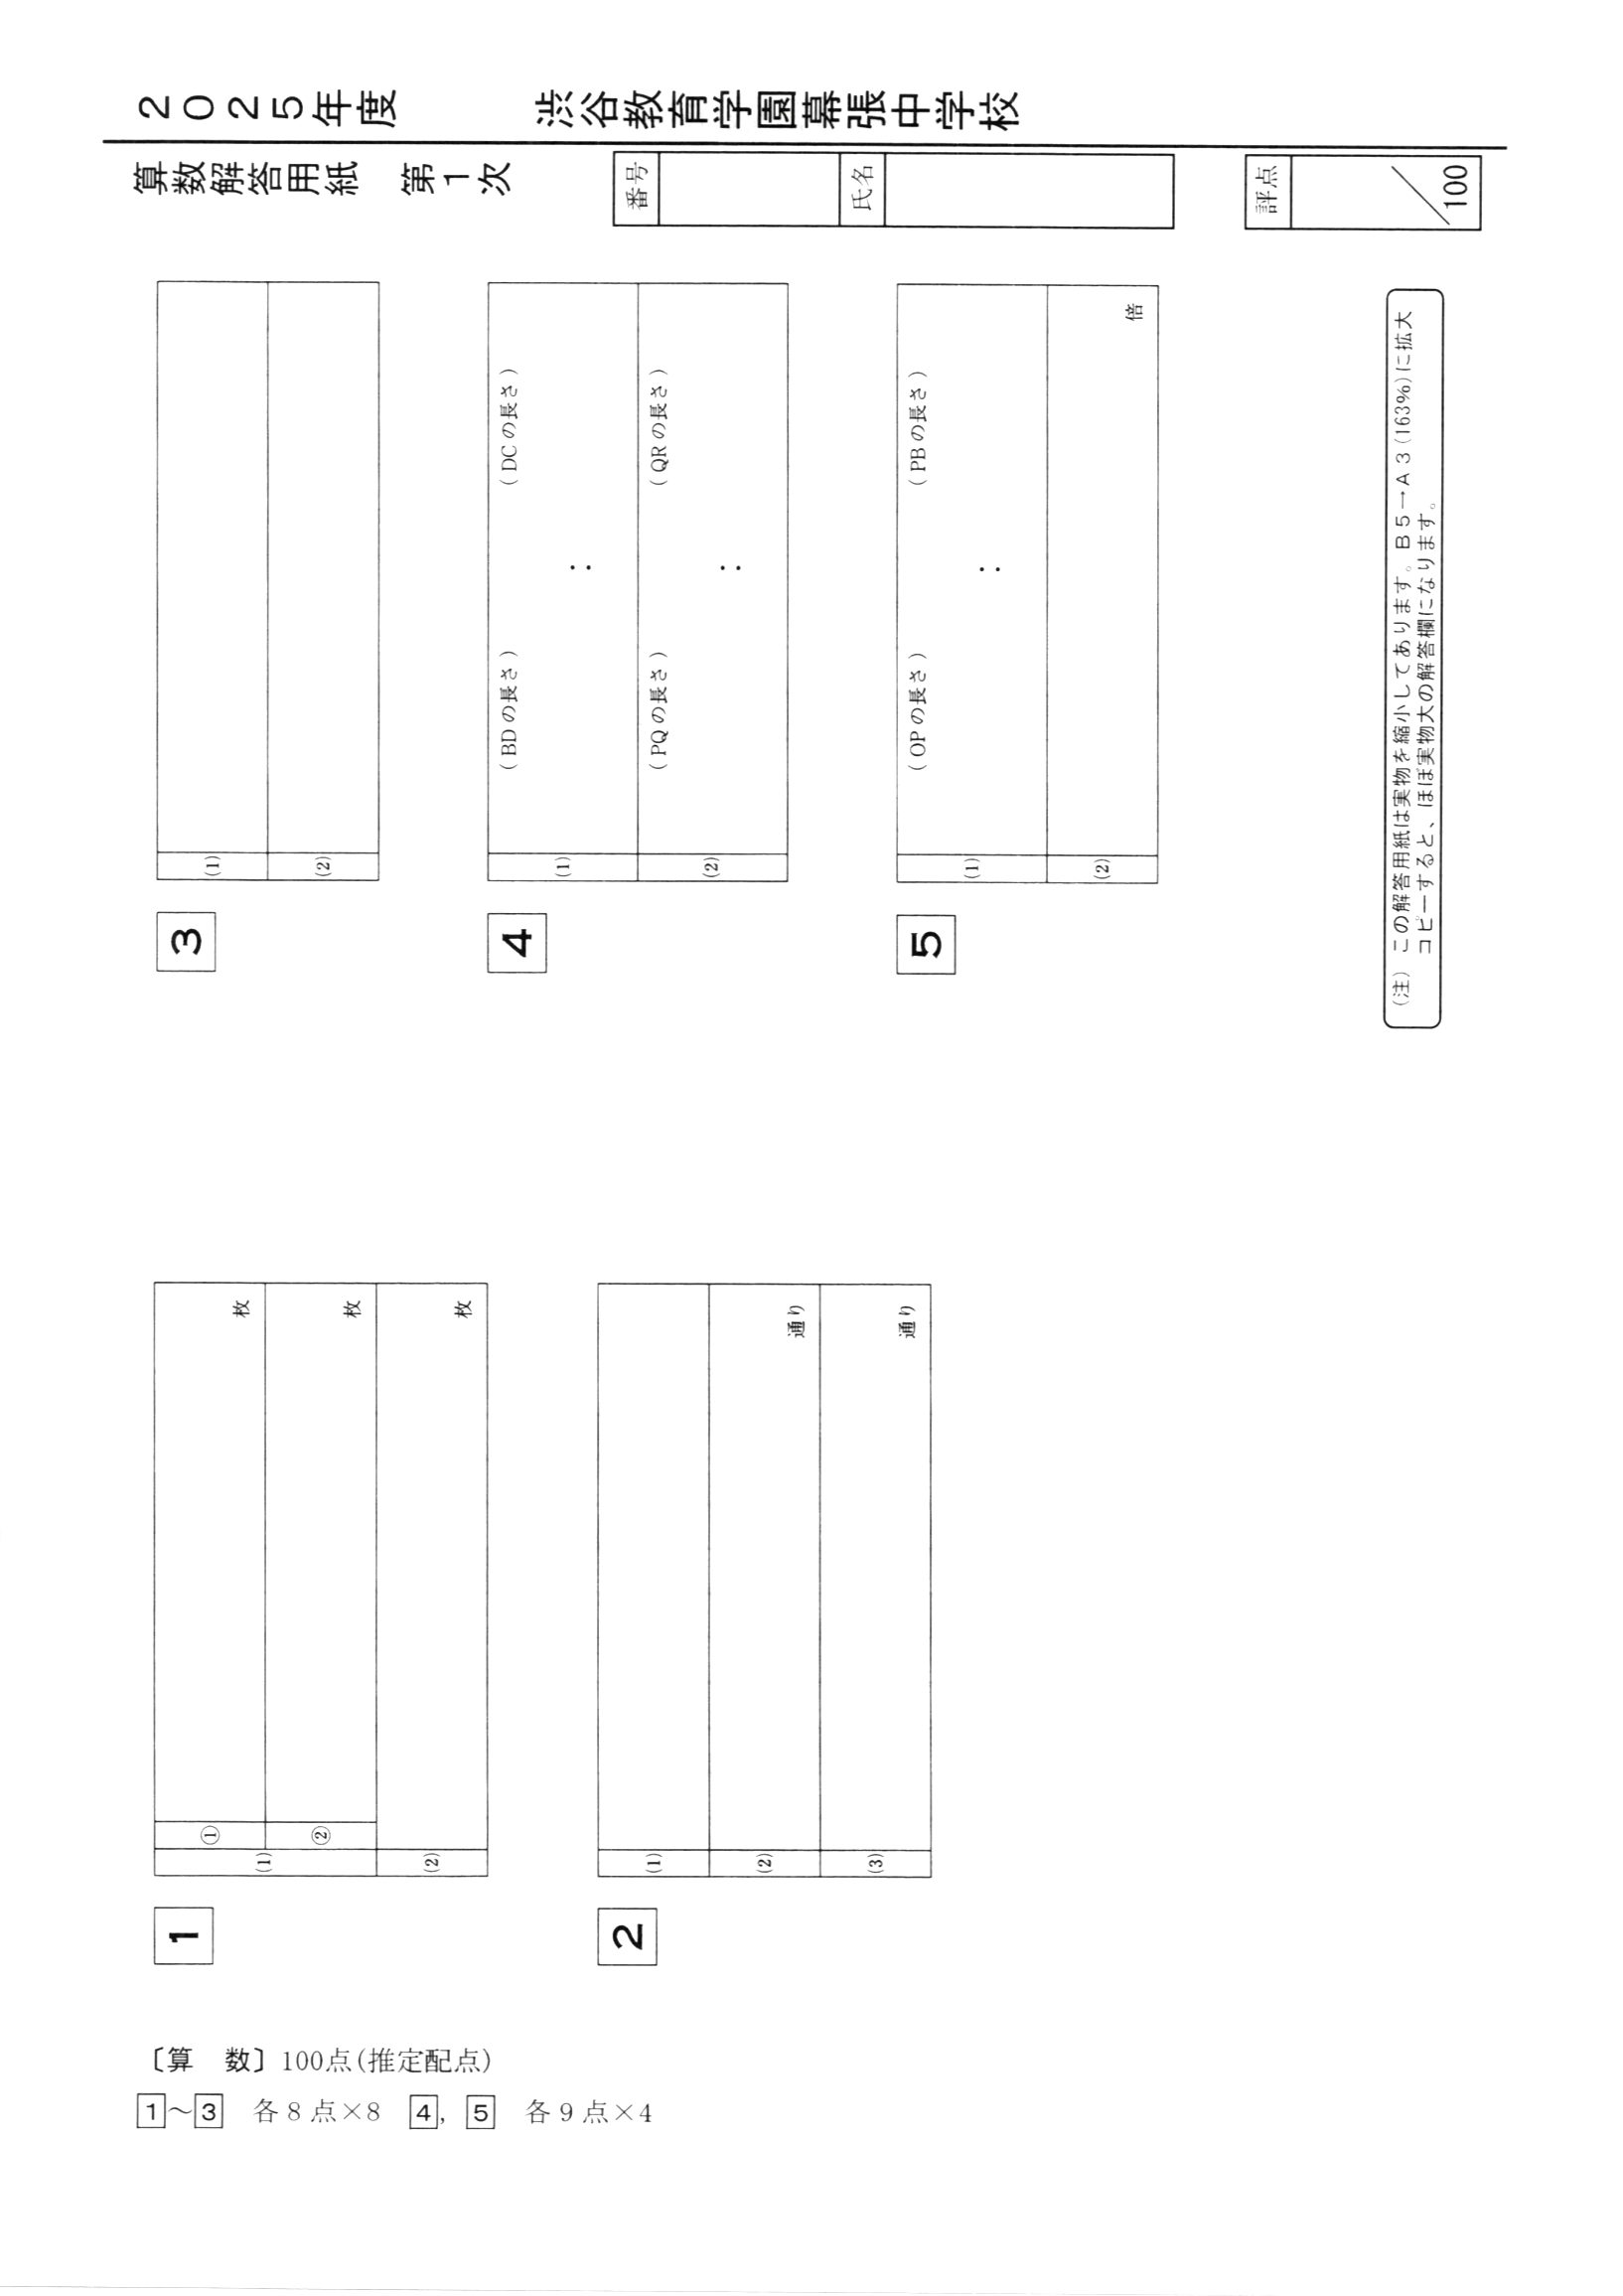 2025年度 渋谷教育学園幕張中学校
算数解答用紙 第1次
番号
氏名
評点
/100
1
(1)
①
枚
②
枚
(2)
枚
2
(1)
(2)
通り
(3)
通り
3
(1)
(2)
4
(1)
(BDの長さ) : (DCの長さ)
(2)
(PQの長さ) : (QRの長さ)
5
(1)
(OPの長さ) : (PBの長さ)
(2)
倍
(注) この解答用紙は実物を縮小してあります。B5→A3(163%)に拡大
コピーすると、ほぼ実物大の解答欄になります。
〔算 数〕100点(推定配点)
1〜3 各8点×8 4, 5 各9点×4